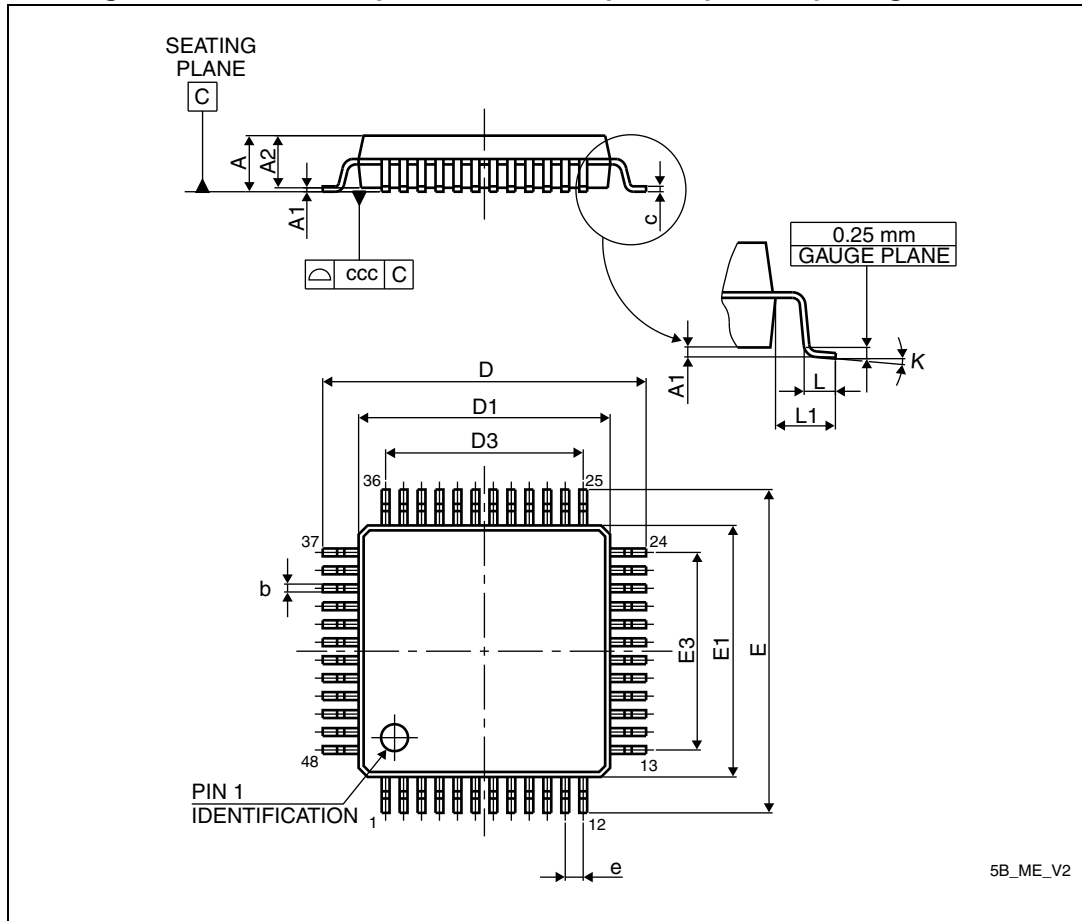 SEATING
PLANE
C
A
A2
A1
c
ccc C
0.25 mm
GAUGE PLANE
A1
K
L
L1
D
D1
D3
36
25
37
24
b
E3
E1
E
48
13
PIN 1
IDENTIFICATION
1
12
e
5B_ME_V2